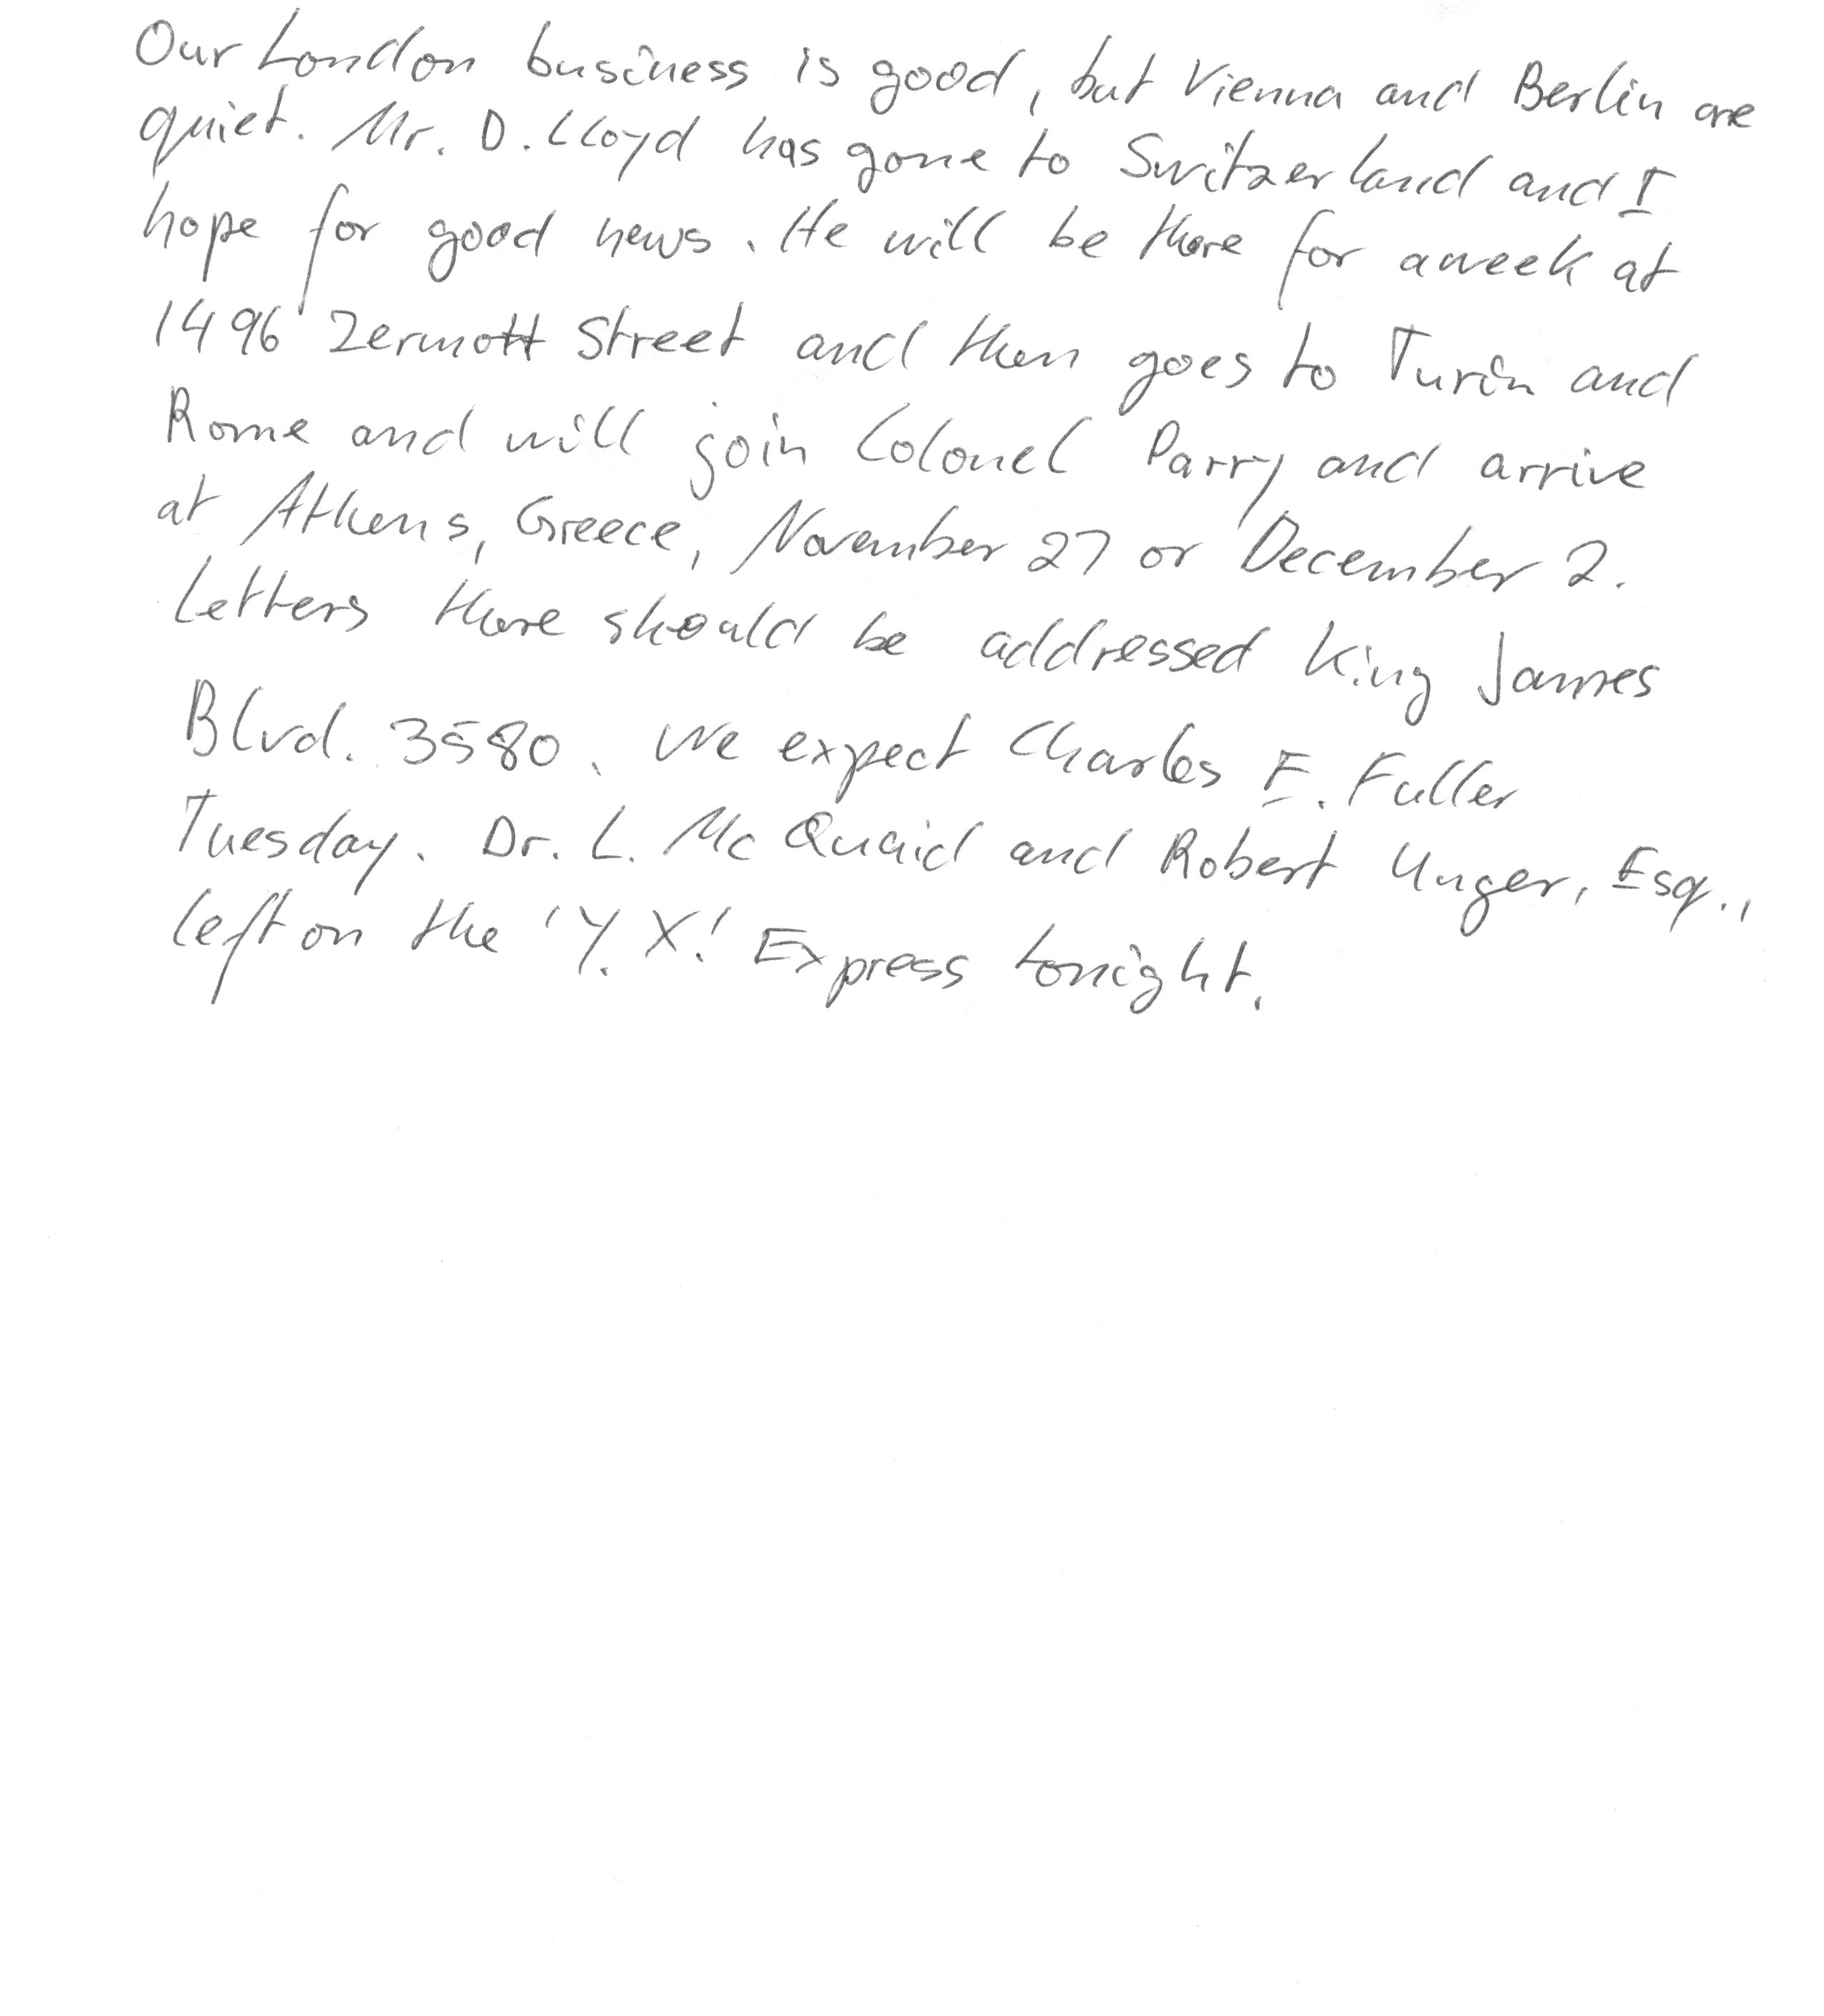 Our London business is good, but Vienna and Berlin are
quiet. Mr. D. Lloyd has gone to Switzerland and I
hope for good news. He will be there for a week at
1496 Zermott Street and then goes to Turin and
Rome and will join Colonel Parry and arrive
at Athens, Greece, November 27 or December 2.
Letters there should be addressed King James
Blvd. 3580. We expect Charles E. Fuller
Tuesday. Dr. L. Mc Quaid and Robert Unger, Esq.,
left on the 'Y. X.' Express tonight.